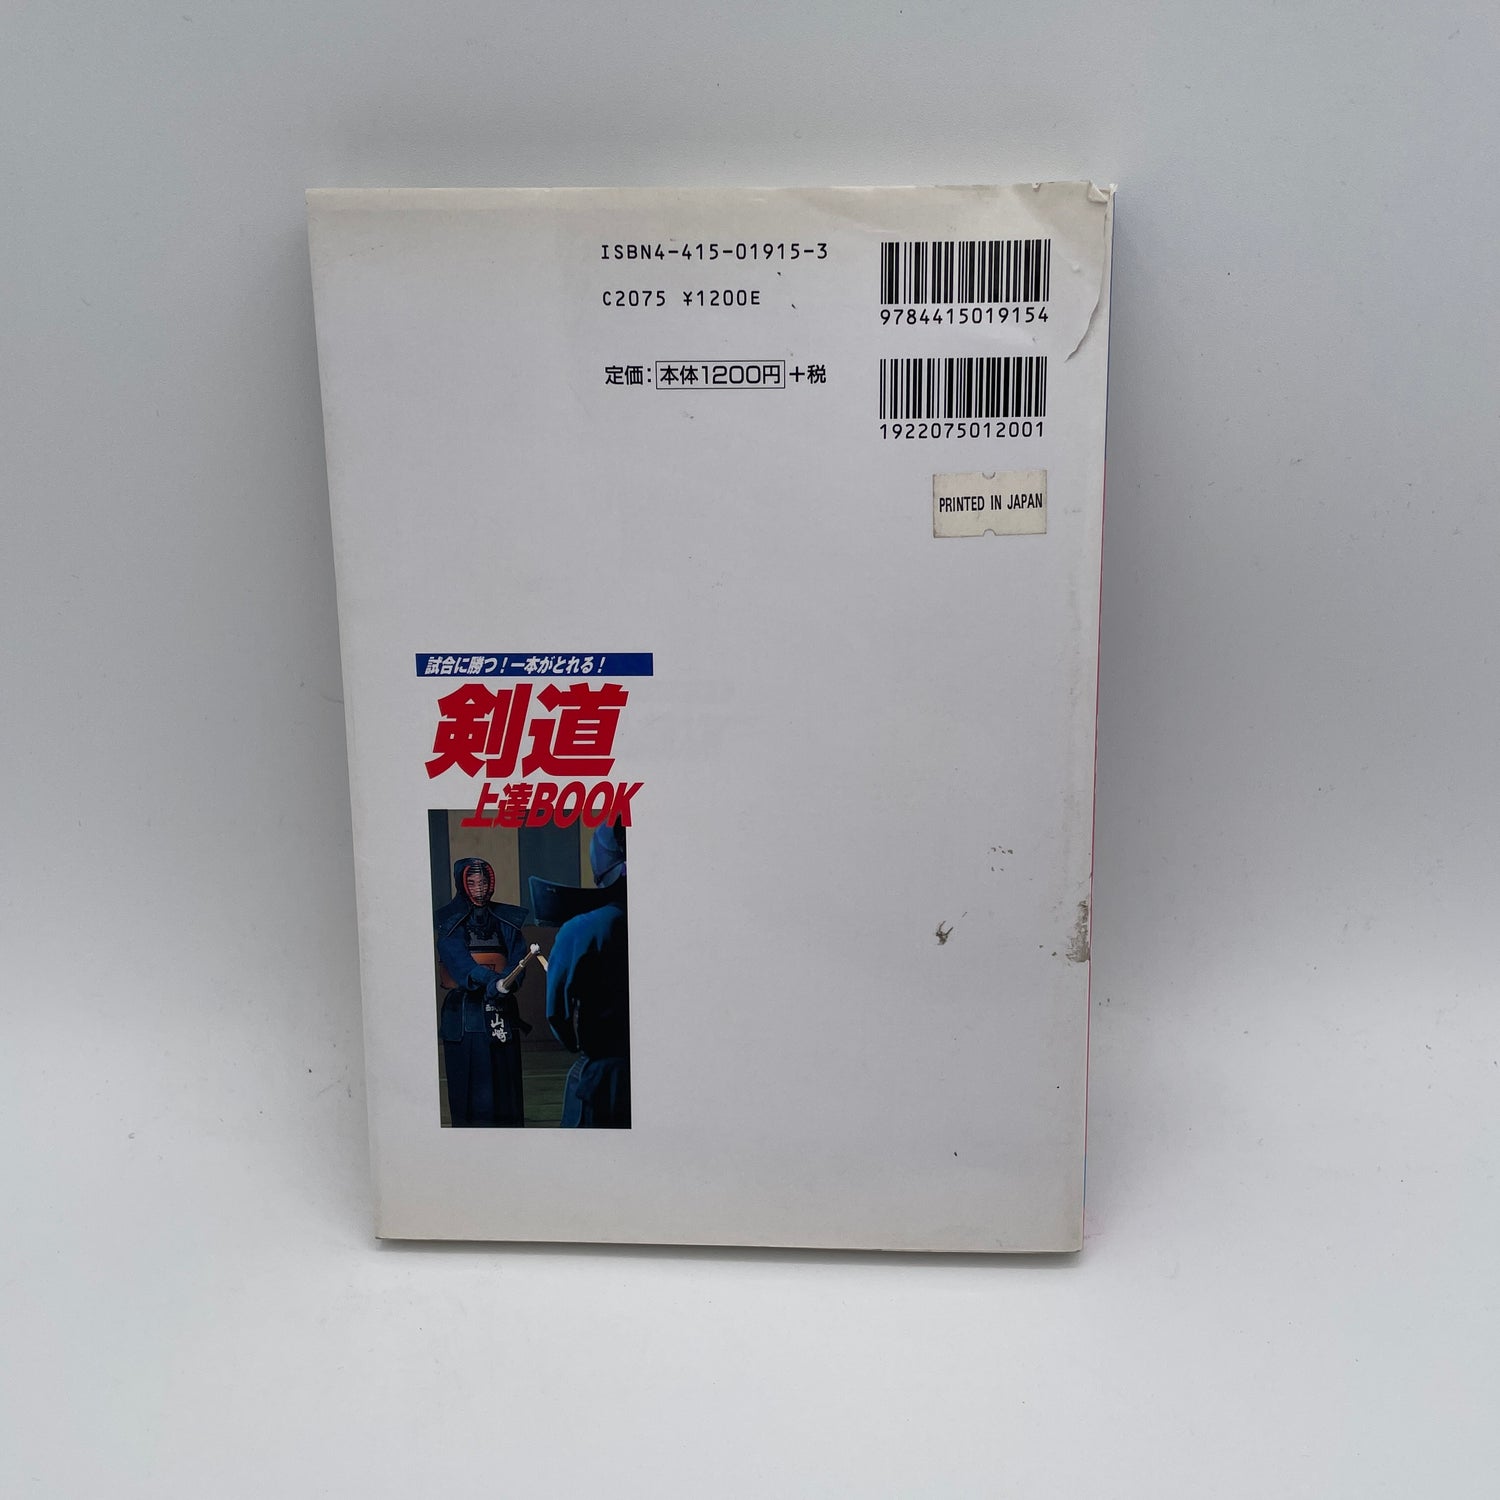 ISBN4-415-01915-3
C2075 ¥1200E
定価：本体1200円+税
9784415019154
1922075012001
PRINTED IN JAPAN
試合に勝つ！一本がとれる！
剣道
上達BOOK
山崎